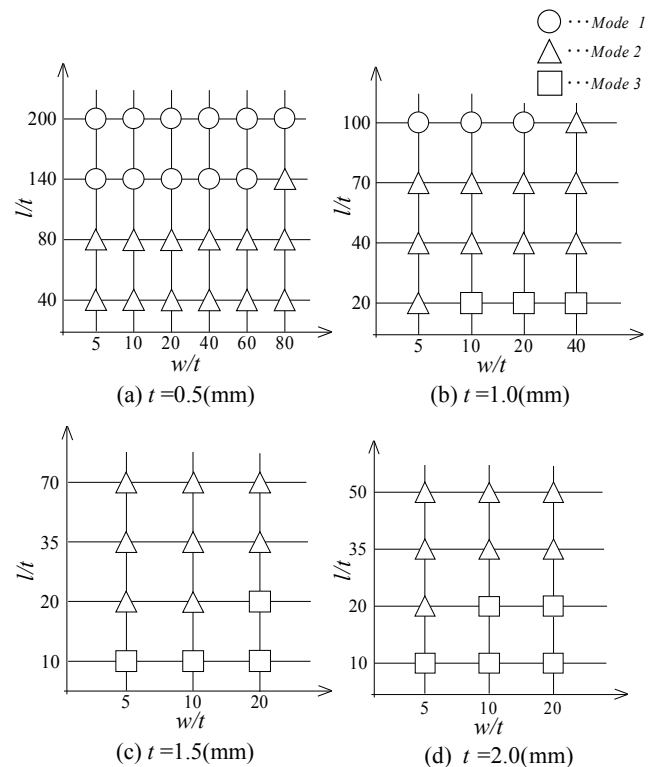 ···Mode 1
···Mode 2
···Mode 3
l/t
200
140
80
40
5 10 20 40 60 80
w/t
(a) t =0.5(mm)
l/t
100
70
40
20
5 10 20 40
w/t
(b) t =1.0(mm)
l/t
70
35
20
10
5 10 20
w/t
(c) t =1.5(mm)
l/t
50
35
20
10
5 10 20
w/t
(d) t =2.0(mm)